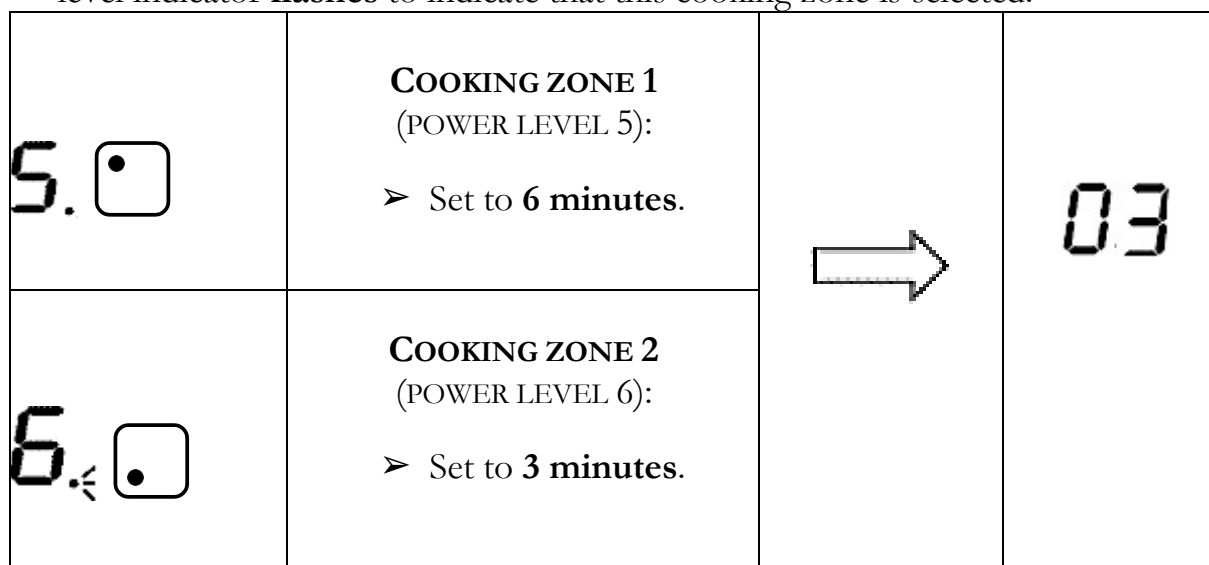 level indicator flashes to indicate that this cooking zone is selected.
COOKING ZONE 1
(POWER LEVEL 5):
5.
➢ Set to 6 minutes.
03
COOKING ZONE 2
(POWER LEVEL 6):
6.
➢ Set to 3 minutes.